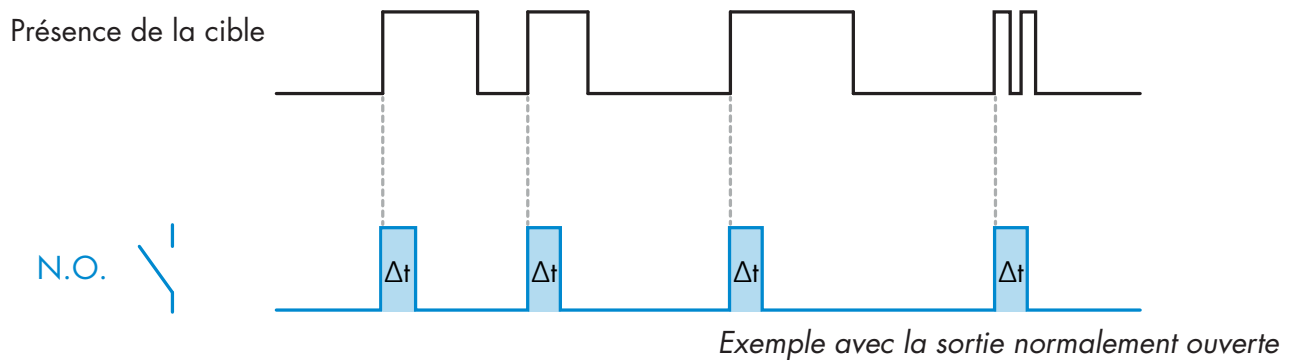 Présence de la cible
N.O.
Δt Δt Δt Δt
Exemple avec la sortie normalement ouverte